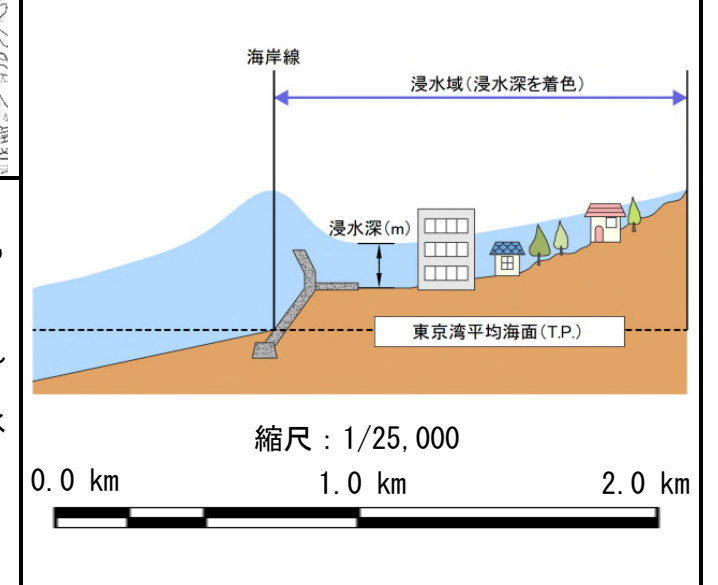 海岸線
浸水域(浸水深を着色)
浸水深(m)
東京湾平均海面(T.P.)
縮尺：1/25,000
0.0 km 1.0 km 2.0 km